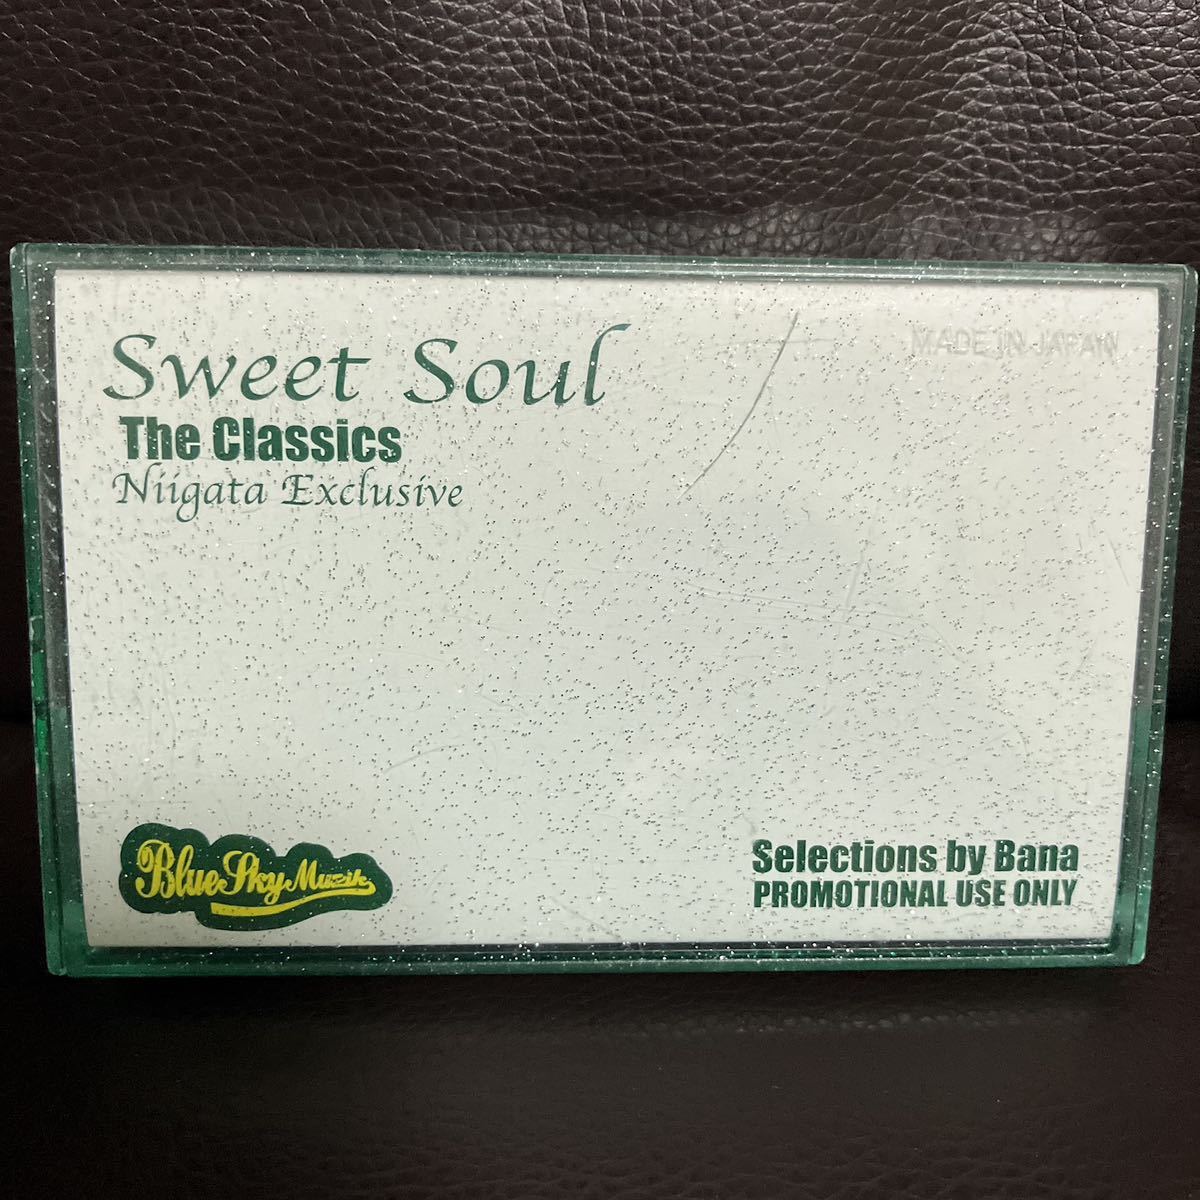 Sweet Soul
MADE IN JAPAN
The Classics
Niigata Exclusive
Blue Sky Muzik
Selections by Bana
PROMOTIONAL USE ONLY